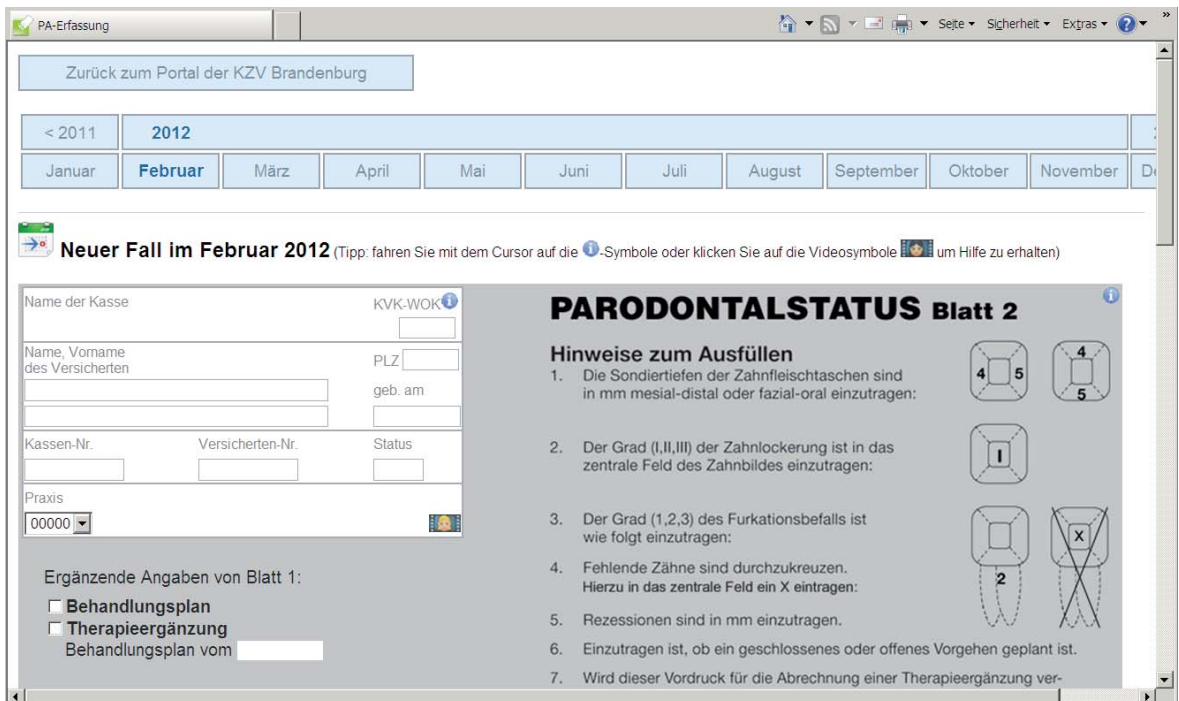 PA-Erfassung
Seite Sicherheit Extras ? »
Zurück zum Portal der KZV Brandenburg
< 2011 2012
Januar Februar März April Mai Juni Juli August September Oktober November
Neuer Fall im Februar 2012 (Tipp: fahren Sie mit dem Cursor auf die i-Symbole oder klicken Sie auf die Videosymbole um Hilfe zu erhalten)
Name der Kasse KVK-WOK
Name, Vorname
des Versicherten
PLZ
geb. am
Kassen-Nr. Versicherten-Nr. Status
Praxis
00000
Ergänzende Angaben von Blatt 1:
Behandlungsplan
Therapieergänzung
Behandlungsplan vom
PARODONTALSTATUS Blatt 2
Hinweise zum Ausfüllen
1. Die Sondiertiefen der Zahnfleischtaschen sind
in mm mesial-distal oder fazial-oral einzutragen:
4 5
4
5
2. Der Grad (I,II,III) der Zahnlockerung ist in das
zentrale Feld des Zahnbildes einzutragen:
I
3. Der Grad (1,2,3) des Furkationsbefalls ist
wie folgt einzutragen:
2
X
4. Fehlende Zähne sind durchzukreuzen.
Hierzu in das zentrale Feld ein X eintragen:
5. Rezessionen sind in mm einzutragen.
6. Einzutragen ist, ob ein geschlossenes oder offenes Vorgehen geplant ist.
7. Wird dieser Vordruck für die Abrechnung einer Therapieergänzung ver-